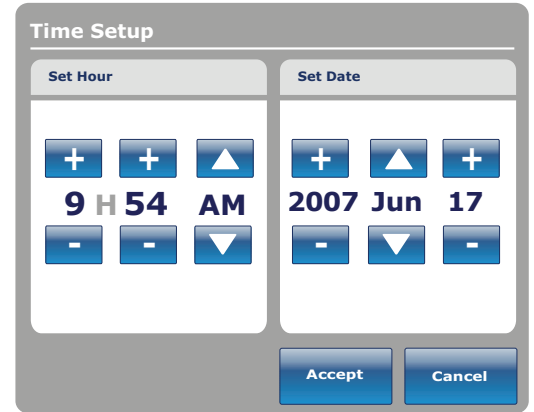 Time Setup
Set Hour
Set Date
+ + +  +
9 H 54 AM 2007 Jun 17
- - - -
Accept Cancel